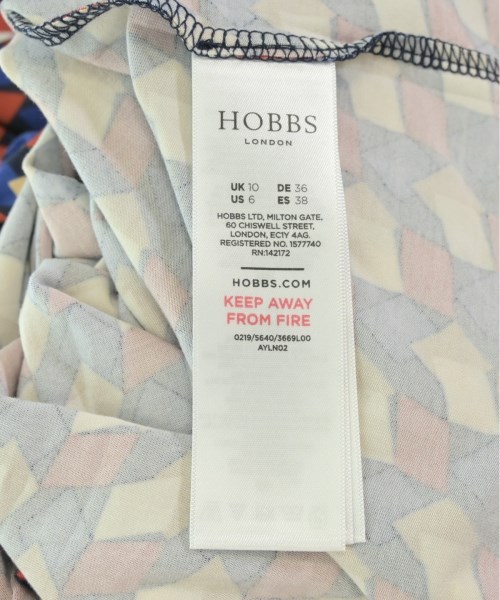 HOBBS
LONDON
UK 10 DE 36
US 6 ES 38
HOBBS LTD, MILTON GATE,
60 CHISWELL STREET,
LONDON, EC1Y 4AG.
REGISTERED NO. 1577740
RN:142172
HOBBS.COM
KEEP AWAY
FROM FIRE
0219/5640/3669L00
AYLN02